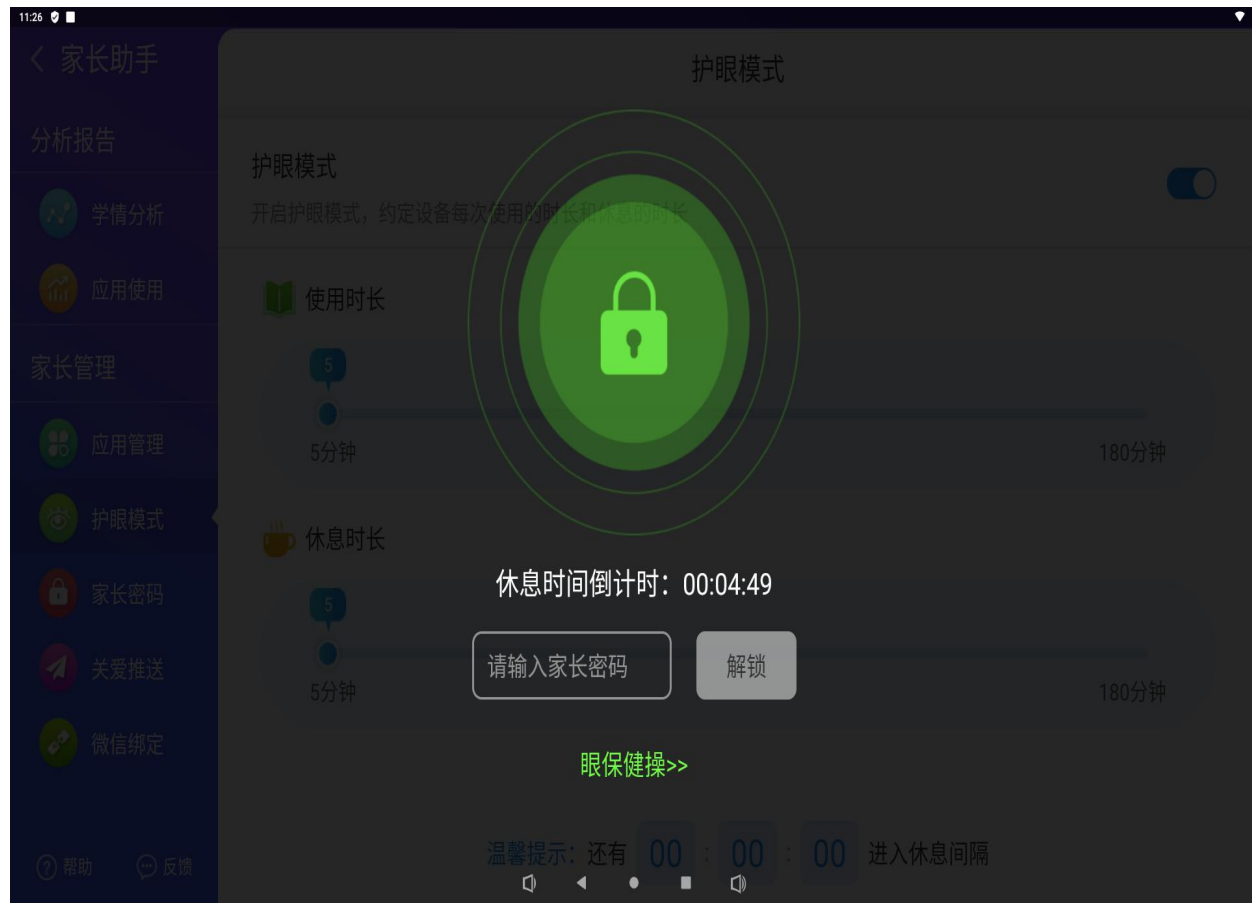 11:26
家长助手
护眼模式
分析报告
学情分析
应用使用
家长管理
应用管理
护眼模式
家长密码
关爱推送
微信绑定
帮助
反馈
护眼模式
开启护眼模式，约定设备每次使用的时长和休息的时长
使用时长
5
5分钟
180分钟
休息时长
5
5分钟
180分钟
休息时间倒计时：00:04:49
请输入家长密码
解锁
眼保健操>>
温馨提示：还有 00 : 00 : 00 进入休息间隔